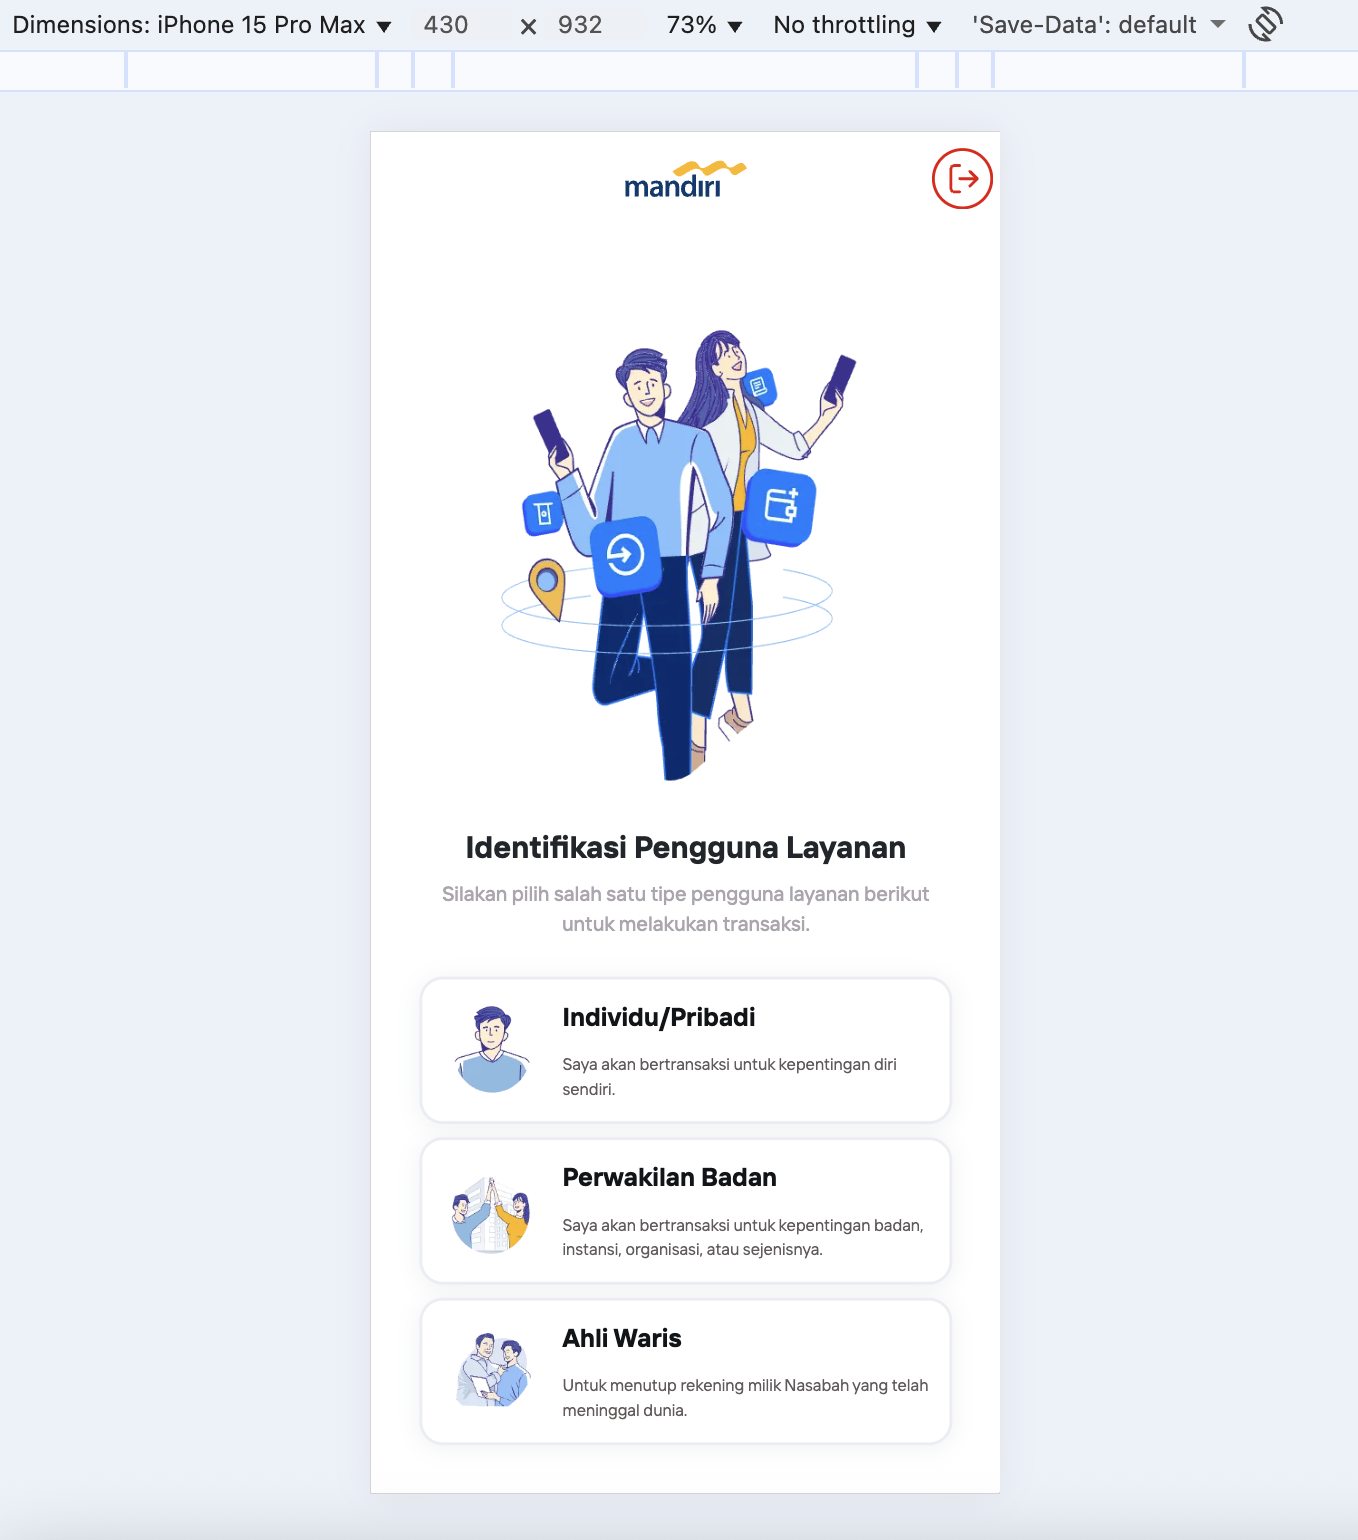 Dimensions: iPhone 15 Pro Max ▼ 430 × 932 73% ▼ No throttling ▼ 'Save-Data': default ▼
mandiri
Identifikasi Pengguna Layanan
Silakan pilih salah satu tipe pengguna layanan berikut
untuk melakukan transaksi.
Individu/Pribadi
Saya akan bertransaksi untuk kepentingan diri
sendiri.
Perwakilan Badan
Saya akan bertransaksi untuk kepentingan badan,
instansi, organisasi, atau sejenisnya.
Ahli Waris
Untuk menutup rekening milik Nasabah yang telah
meninggal dunia.